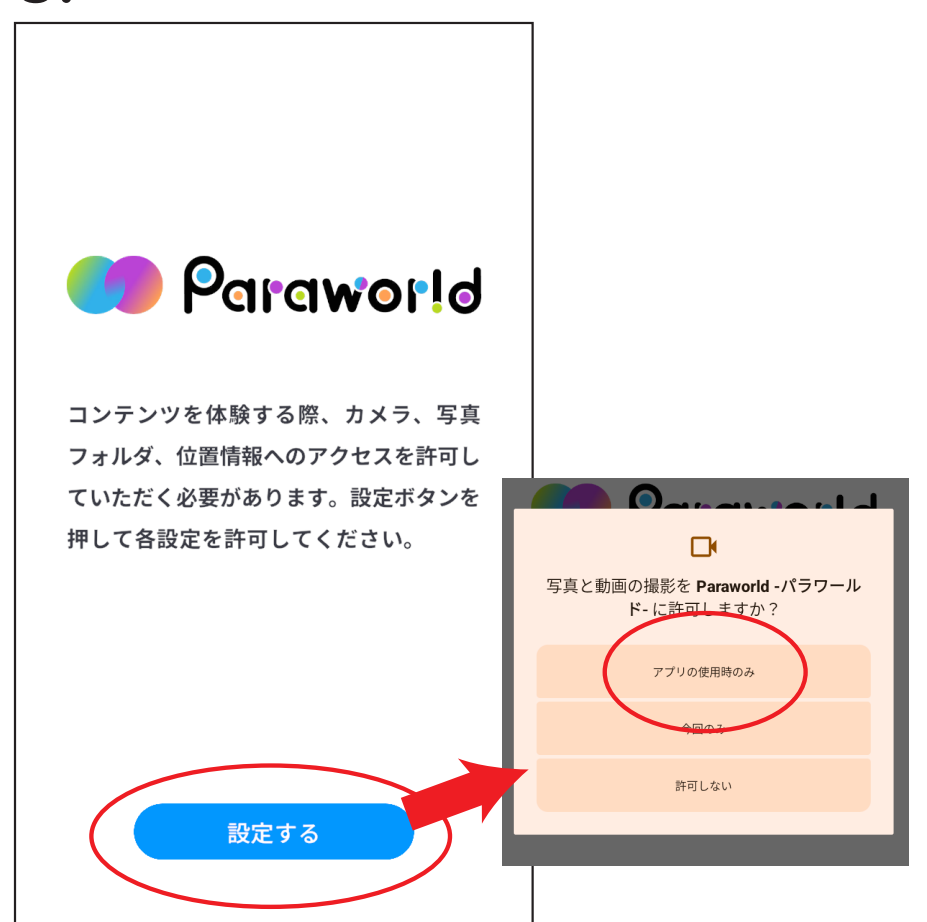 Paraworld
コンテンツを体験する際、カメラ、写真
フォルダ、位置情報へのアクセスを許可し
ていただく必要があります。設定ボタンを
押して各設定を許可してください。
設定する
Paraworld
写真と動画の撮影を Paraworld -パラワール
ド- に許可しますか？
アプリの使用時のみ
今回のみ
許可しない